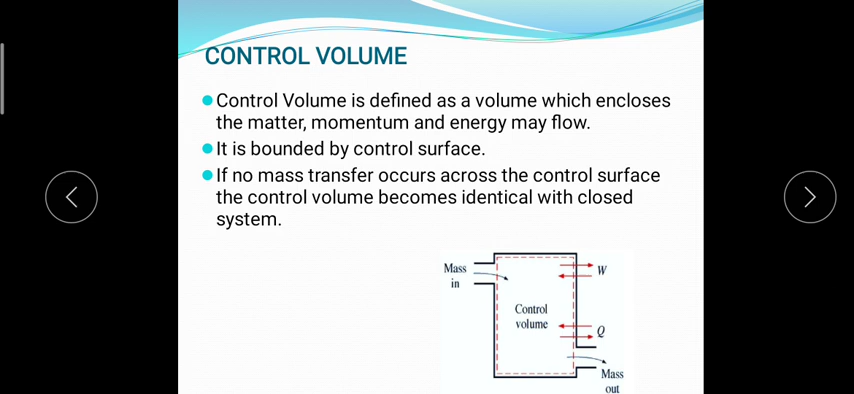 CONTROL VOLUME
Control Volume is defined as a volume which encloses
the matter, momentum and energy may flow.
It is bounded by control surface.
If no mass transfer occurs across the control surface
the control volume becomes identical with closed
system.
Mass
in
W
Control
volume
Q
Mass
out